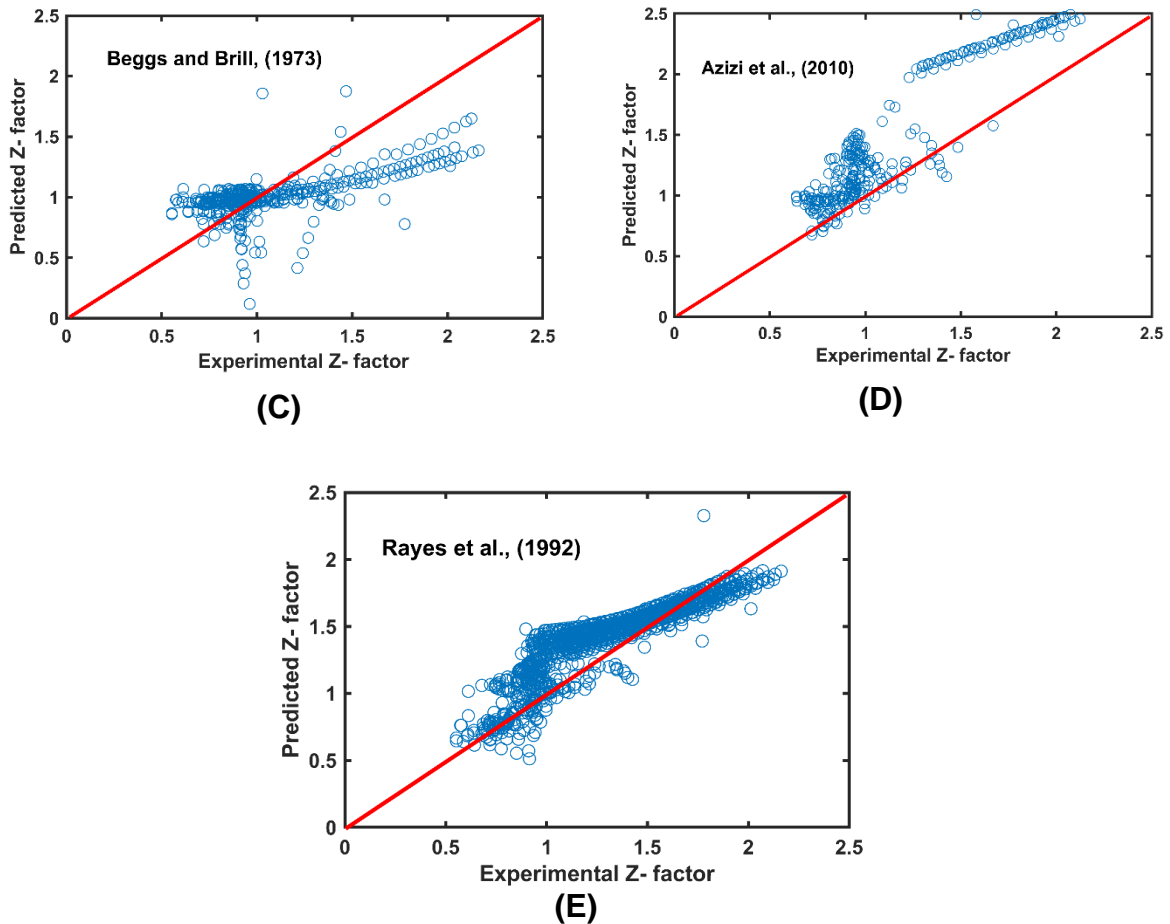 2.5
2
1.5
1
0.5
0
Predicted Z- factor
Beggs and Brill, (1973)
0 0.5 1 1.5 2 2.5
Experimental Z- factor
(C)
2.5
2
1.5
1
0.5
0
Predicted Z- factor
Azizi et al., (2010)
0 0.5 1 1.5 2 2.5
Experimental Z- factor
(D)
2.5
2
1.5
1
0.5
0
Predicted Z- factor
Rayes et al., (1992)
0 0.5 1 1.5 2 2.5
Experimental Z- factor
(E)